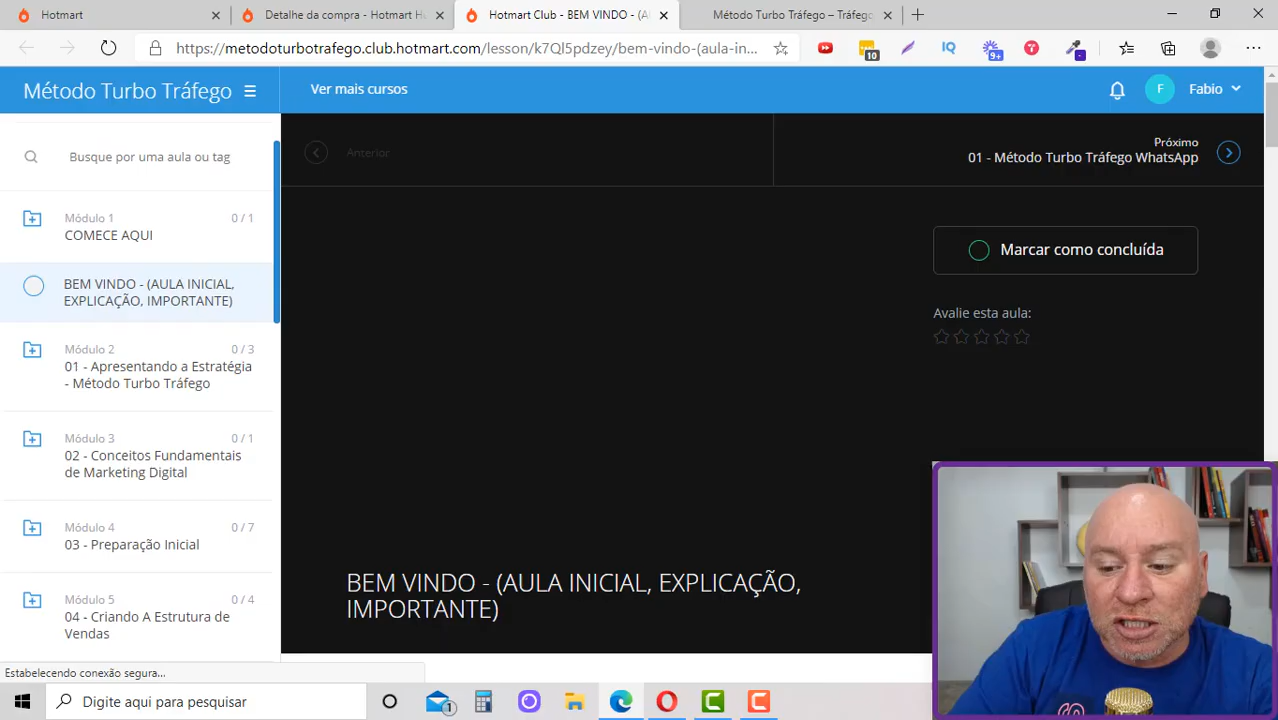 Hotmart
Detalhe da compra - Hotmart H
Hotmart Club - BEM VINDO - (A
Método Turbo Tráfego – Tráfego
https://metodoturbotrafego.club.hotmart.com/lesson/k7Ql5pdzey/bem-vindo-(aula-in...
10
IQ
9+
Método Turbo Tráfego
Ver mais cursos
F
Fabio
Busque por uma aula ou tag
Anterior
Próximo
01 - Método Turbo Tráfego WhatsApp
Módulo 1 0 / 1
COMECE AQUI
BEM VINDO - (AULA INICIAL,
EXPLICAÇÃO, IMPORTANTE)
Módulo 2 0 / 3
01 - Apresentando a Estratégia
- Método Turbo Tráfego
Módulo 3 0 / 1
02 - Conceitos Fundamentais
de Marketing Digital
Módulo 4 0 / 7
03 - Preparação Inicial
Módulo 5 0 / 4
04 - Criando A Estrutura de
Vendas
Marcar como concluída
Avalie esta aula:
BEM VINDO - (AULA INICIAL, EXPLICAÇÃO,
IMPORTANTE)
Estabelecendo conexão segura...
Digite aqui para pesquisar
1